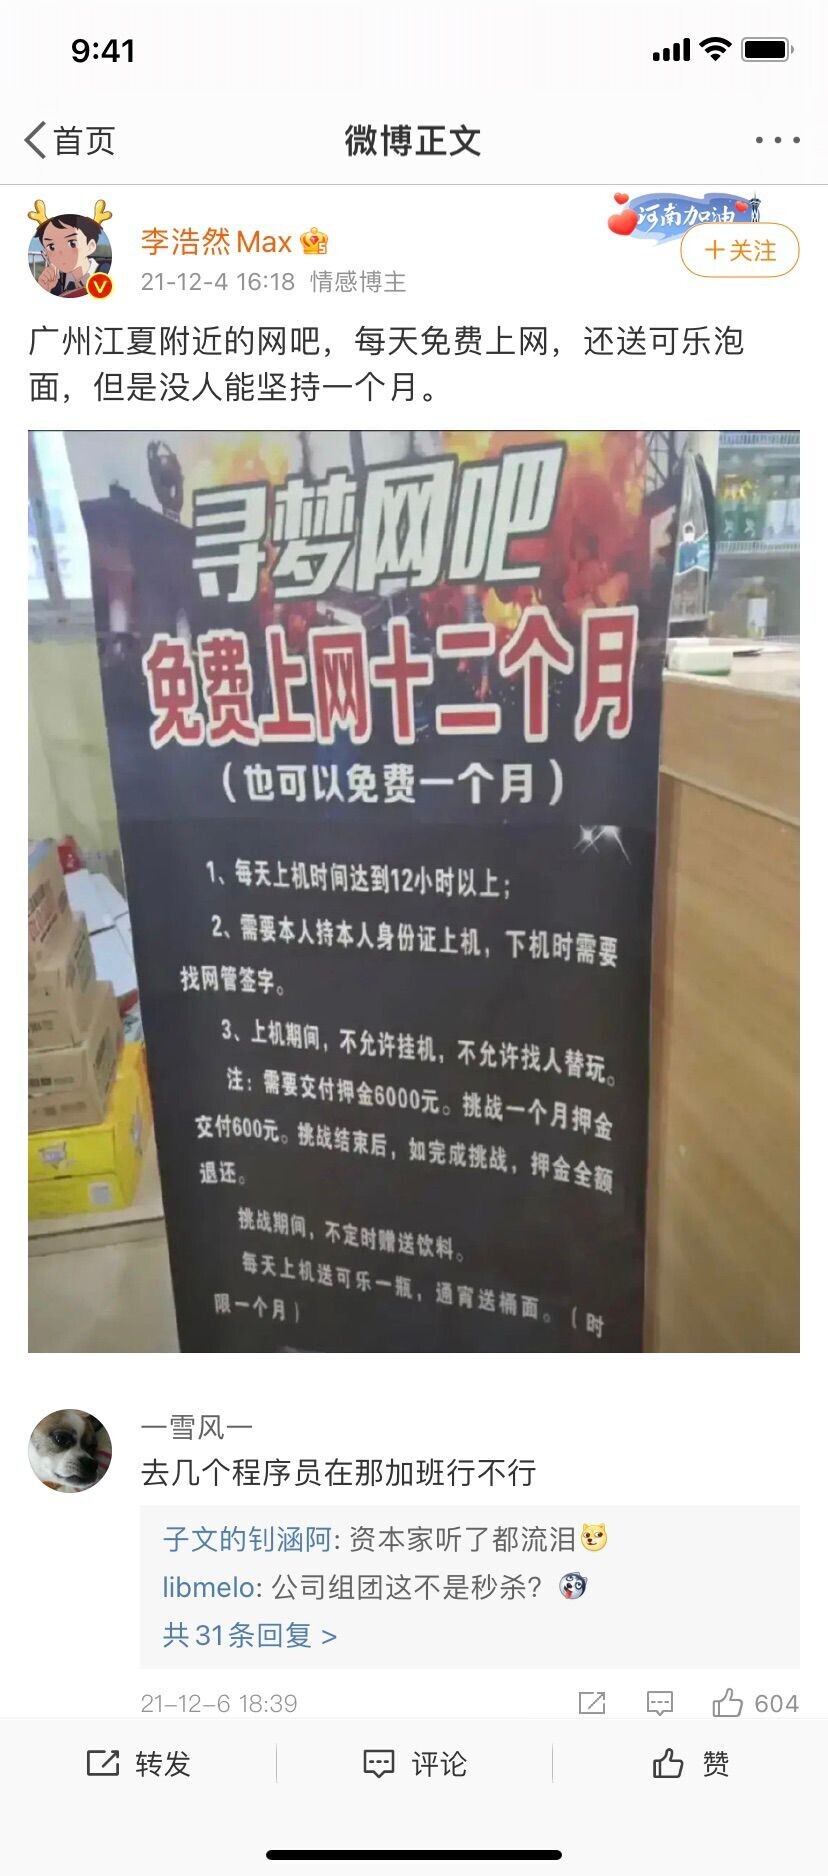 9:41
首页
微博正文
李浩然Max
河南加油
+关注
21-12-4 16:18 情感博主
广州江夏附近的网吧，每天免费上网，还送可乐泡
面，但是没人能坚持一个月。
寻梦网吧
免费上网十二个月
（也可以免费一个月）
1、每天上机时间达到12小时以上；
2、需要本人持本人身份证上机，下机时需要
找网管签字。
3、上机期间，不允许挂机，不允许找人替玩。
注：需要交付押金6000元。挑战一个月押金
交付600元。挑战结束后，如完成挑战，押金全额
退还。
挑战期间，不定时赠送饮料。
每天上机送可乐一瓶，通宵送桶面。（时
限一个月）
一雪风一
去几个程序员在那加班行不行
子文的钊涵阿: 资本家听了都流泪
libmelo: 公司组团这不是秒杀？
共31条回复 >
21-12-6 18:39
604
转发
评论
赞